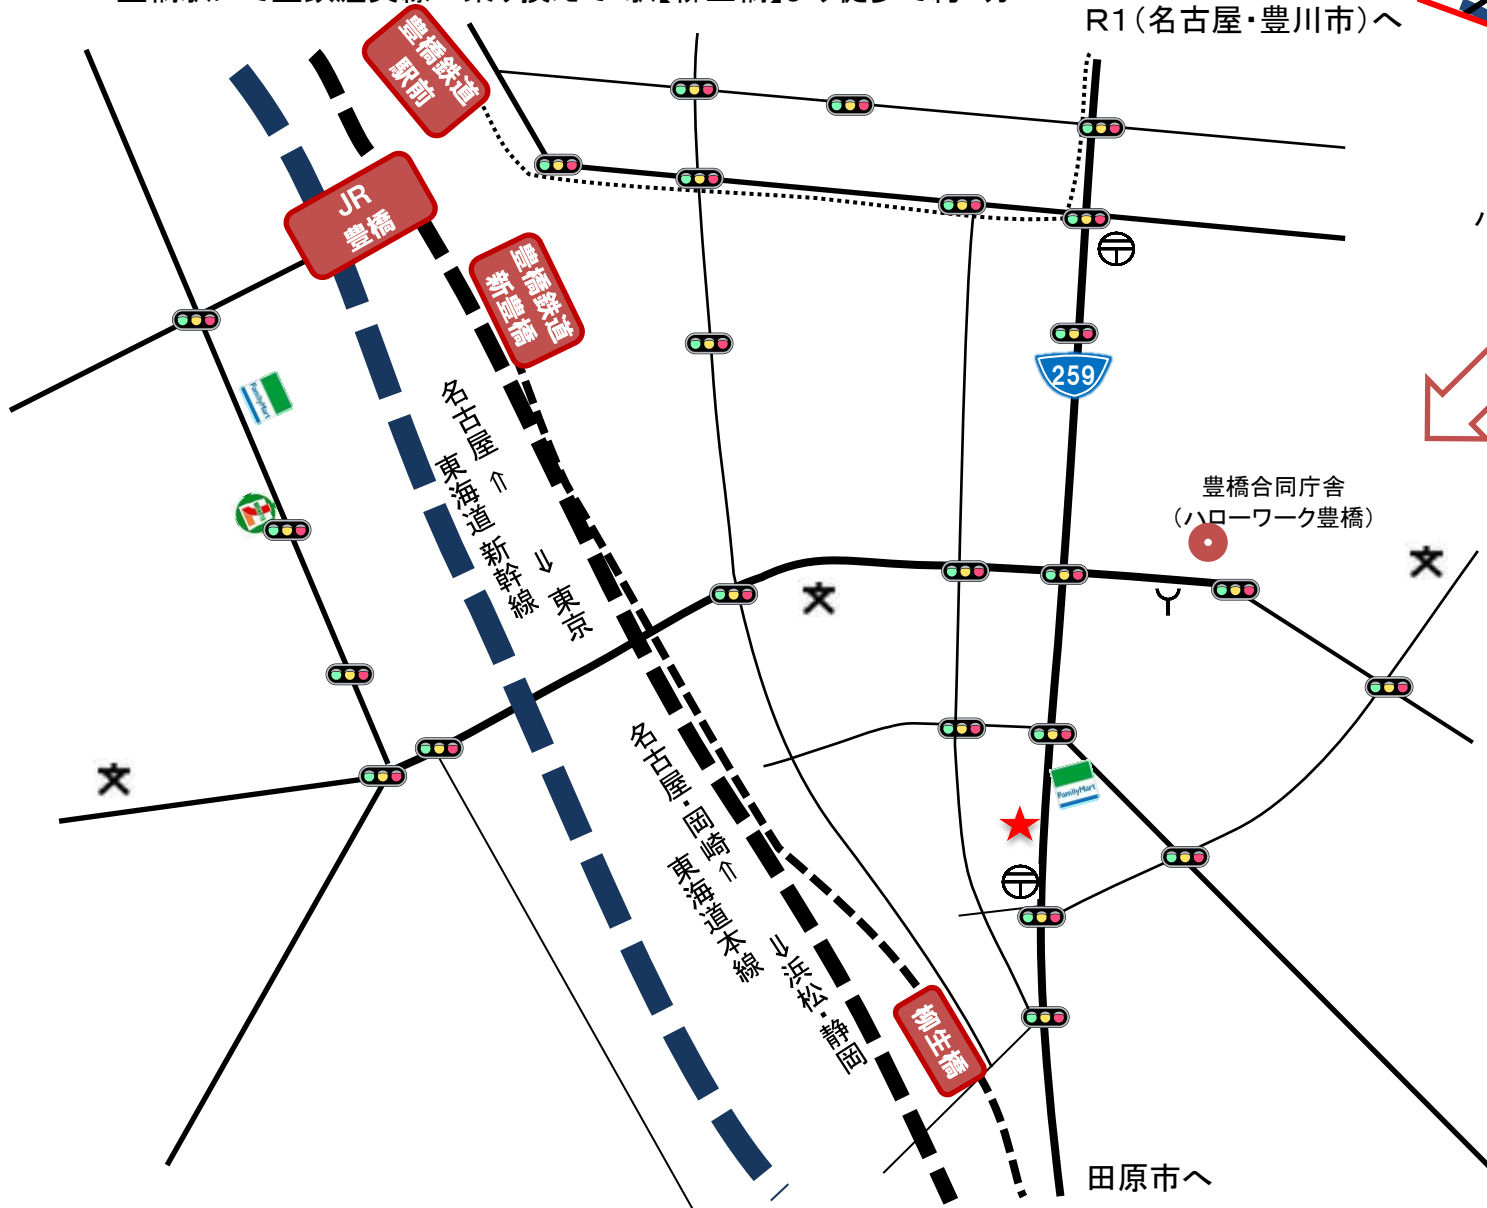 R1(名古屋・豊川市)へ
豊橋鉄道
駅前
JR
豊橋
豊橋鉄道
新豊橋
259
FamilyMart
名古屋 ⇐
東海道新幹線
⇒ 東京
豊橋合同庁舎
(ハローワーク豊橋)
FamilyMart
名古屋・岡崎⇐
東海道本線
⇒浜松・静岡
柳生橋
田原市へ